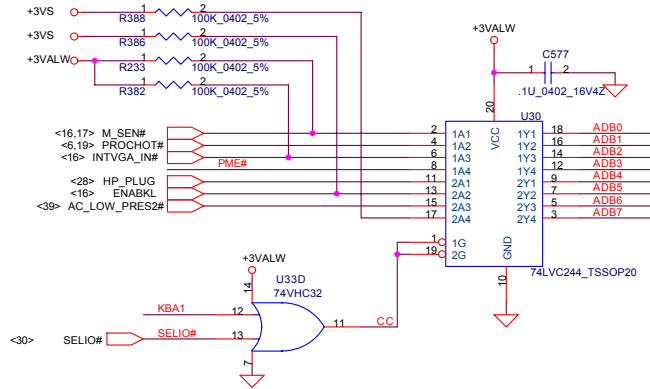 +3VS 1 2
R388 100K_0402_5%
+3VS 1 2
R386 100K_0402_5%
+3VALW 1 2
R233 100K_0402_5%
1 2
R382 100K_0402_5%
+3VALW
C577
1 2
.1U_0402_16V4Z
20 U30
VCC
<16,17> M_SEN# 2 1A1 1Y1 18 ADB0
<6,19> PROCHOT# 4 1A2 1Y2 16 ADB1
<16> INTVGA_IN# 6 1A3 1Y3 14 ADB2
PME# 8 1A4 1Y4 12 ADB3
<28> HP_PLUG 11 2A1 2Y1 9 ADB4
<16> ENABKL 13 2A2 2Y2 7 ADB5
<39> AC_LOW_PRES2# 15 2A3 2Y3 5 ADB6
17 2A4 2Y4 3 ADB7
1 1G
19 2G
GND
10
74LVC244_TSSOP20
+3VALW
14 U33D
74VHC32
KBA1 12
11 CC
<30> SELIO# SELIO# 13
7